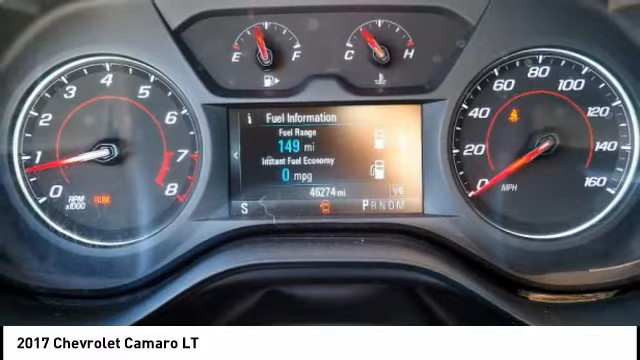 E F
C H
0 1 2 3 4 5 6 7 8
RPM
x1000
PARK
i Fuel Information
Fuel Range
149 mi
Instant Fuel Economy
0 mpg
46274 mi
V6
S PRNDM
0 20 40 60 80 100 120 140 160
MPH
2017 Chevrolet Camaro LT